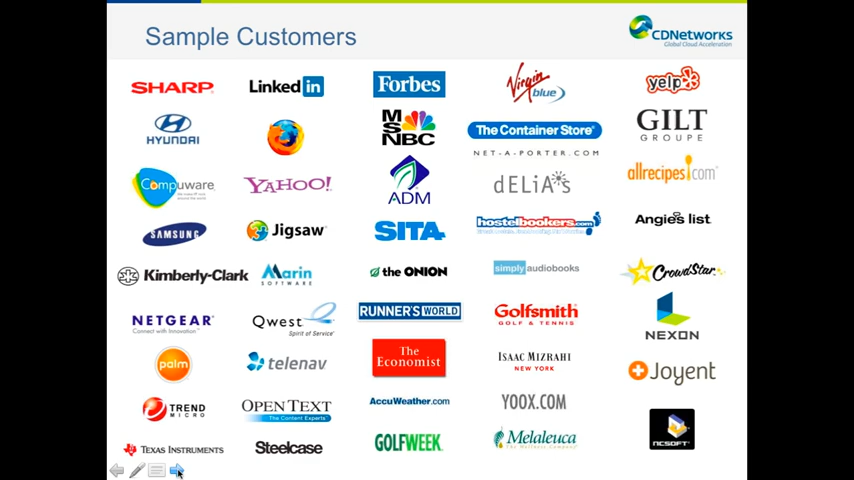 Sample Customers
CDNetworks
Global Cloud Acceleration
SHARP
LinkedIn
Forbes
Virgin blue
yelp
HYUNDAI
MSNBC
The Container Store
NET-A-PORTER.COM
GILT
GROUPE
Compuware
YAHOO!
ADM
dELiA*s
allrecipes.com
SAMSUNG
Jigsaw
SITA
hostelbookers.com
Angie's list
Kimberly-Clark
Marin
SOFTWARE
the ONION
simply audiobooks
CROWDSTAR
NETGEAR
Connect with Innovation
Qwest
Spirit of Service
RUNNER'S WORLD
Golfsmith
GOLF & TENNIS
NEXON
palm
telenav
The
Economist
ISAAC MIZRAHI
NEW YORK
Joyent
TREND
MICRO
OPEN TEXT
The Content Experts
AccuWeather.com
YOOX.COM
NCSOFT
TEXAS INSTRUMENTS
Steelcase
GOLFWEEK
Melaleuca
The Wellness Company